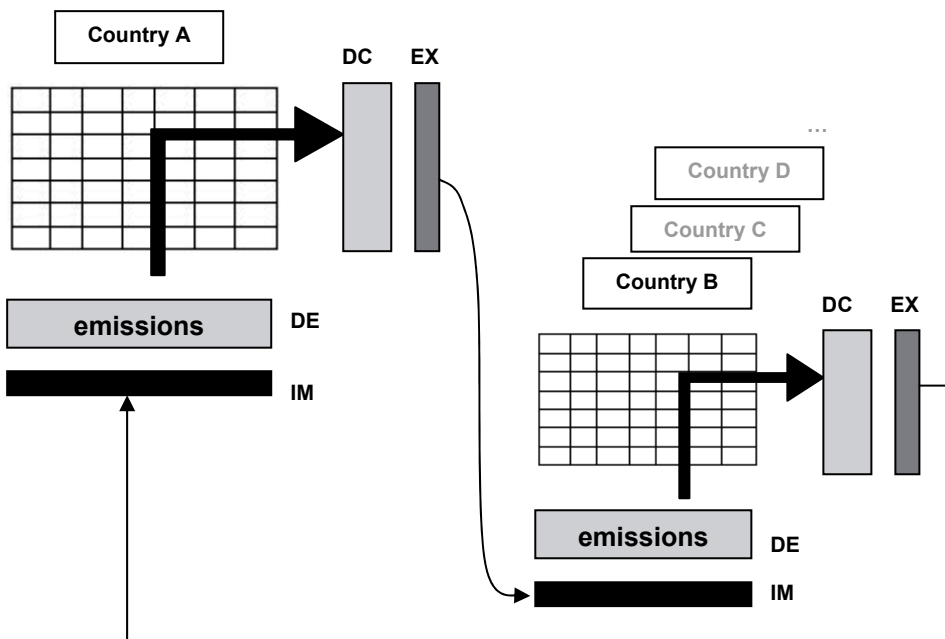 Country A
DC EX
emissions
DE
IM
...
Country D
Country C
Country B
DC EX
emissions
DE
IM